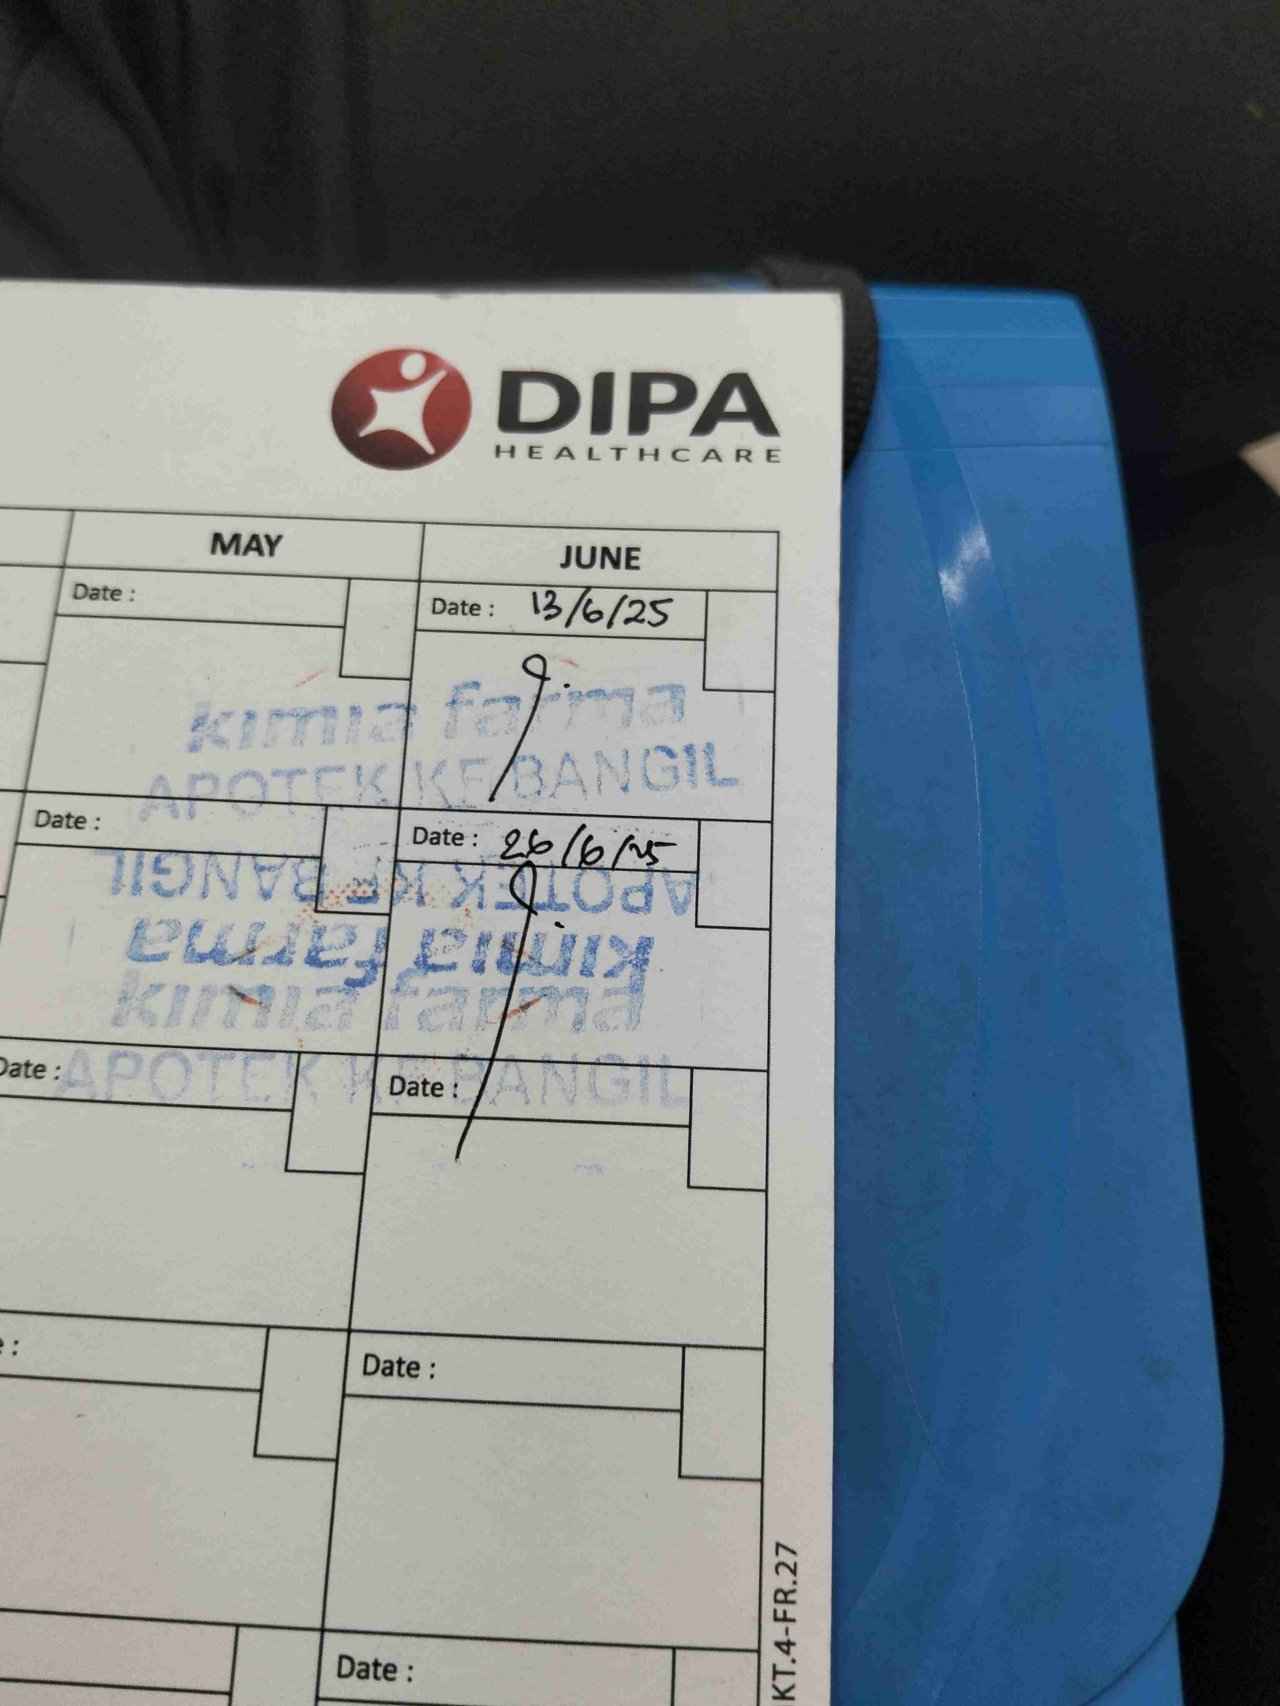 DIPA
HEALTHCARE
MAY
JUNE
Date :
Date : 13/6/25
kimia farma
APOTEK KF BANGIL
Date :
Date : 26/6/25
APOTEK KF BANGIL
kimia farma
kimia farma
APOTEK KF BANGIL
Date :
Date :
e :
Date :
Date :
KT.4-FR.27